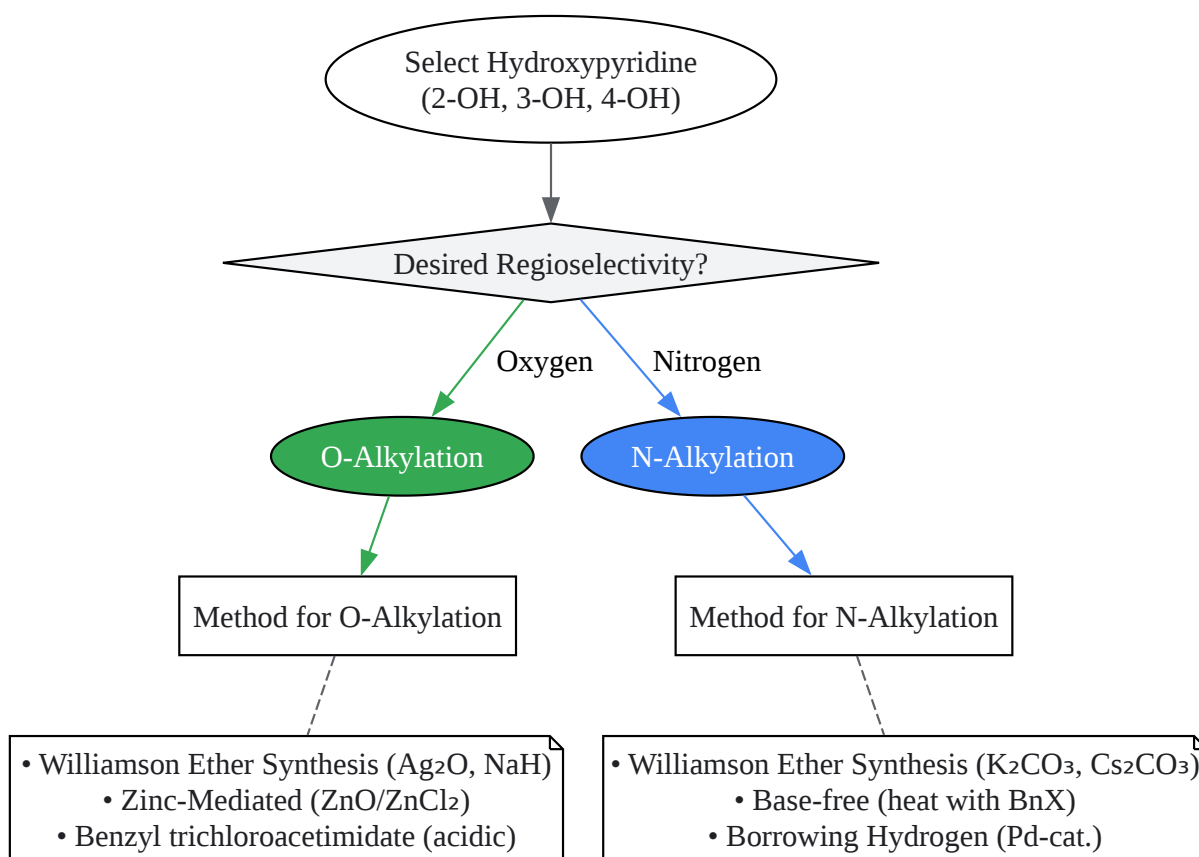 Select Hydroxypyridine
(2-OH, 3-OH, 4-OH)
Desired Regioselectivity?
Oxygen
Nitrogen
O-Alkylation
N-Alkylation
Method for O-Alkylation
Method for N-Alkylation
• Williamson Ether Synthesis (Ag₂O, NaH)
• Zinc-Mediated (ZnO/ZnCl₂)
• Benzyl trichloroacetimidate (acidic)
• Williamson Ether Synthesis (K₂CO₃, Cs₂CO₃)
• Base-free (heat with BnX)
• Borrowing Hydrogen (Pd-cat.)